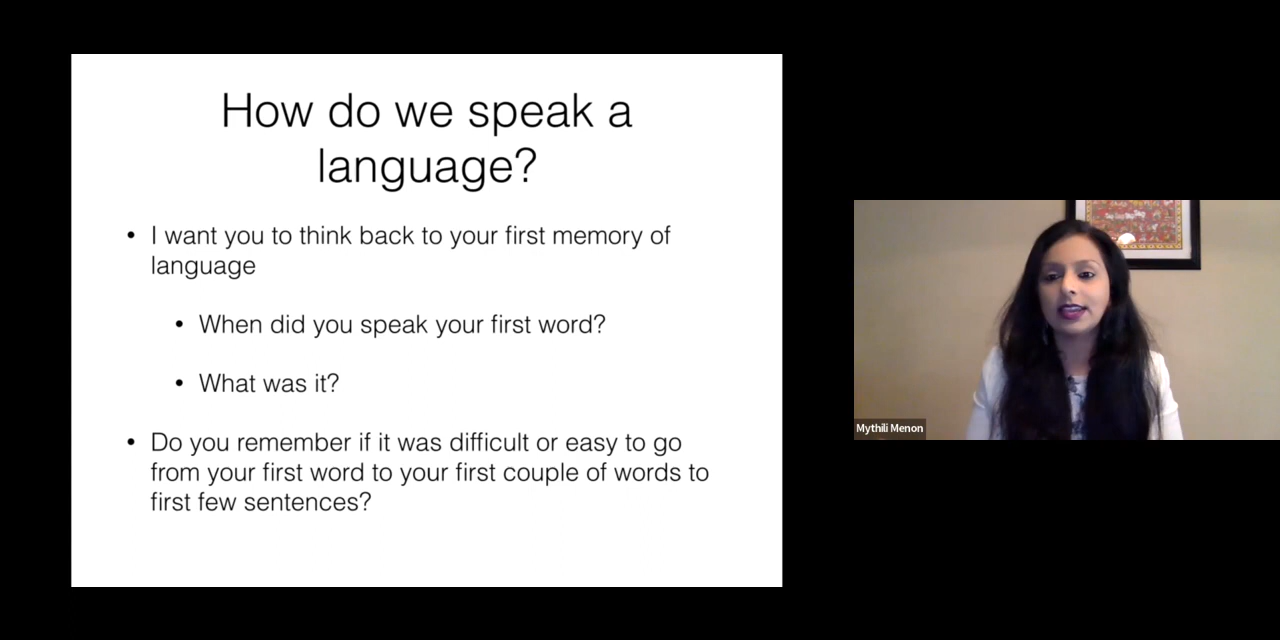 How do we speak a
language?
• I want you to think back to your first memory of
language
• When did you speak your first word?
• What was it?
• Do you remember if it was difficult or easy to go
from your first word to your first couple of words to
first few sentences?
Mythili Menon